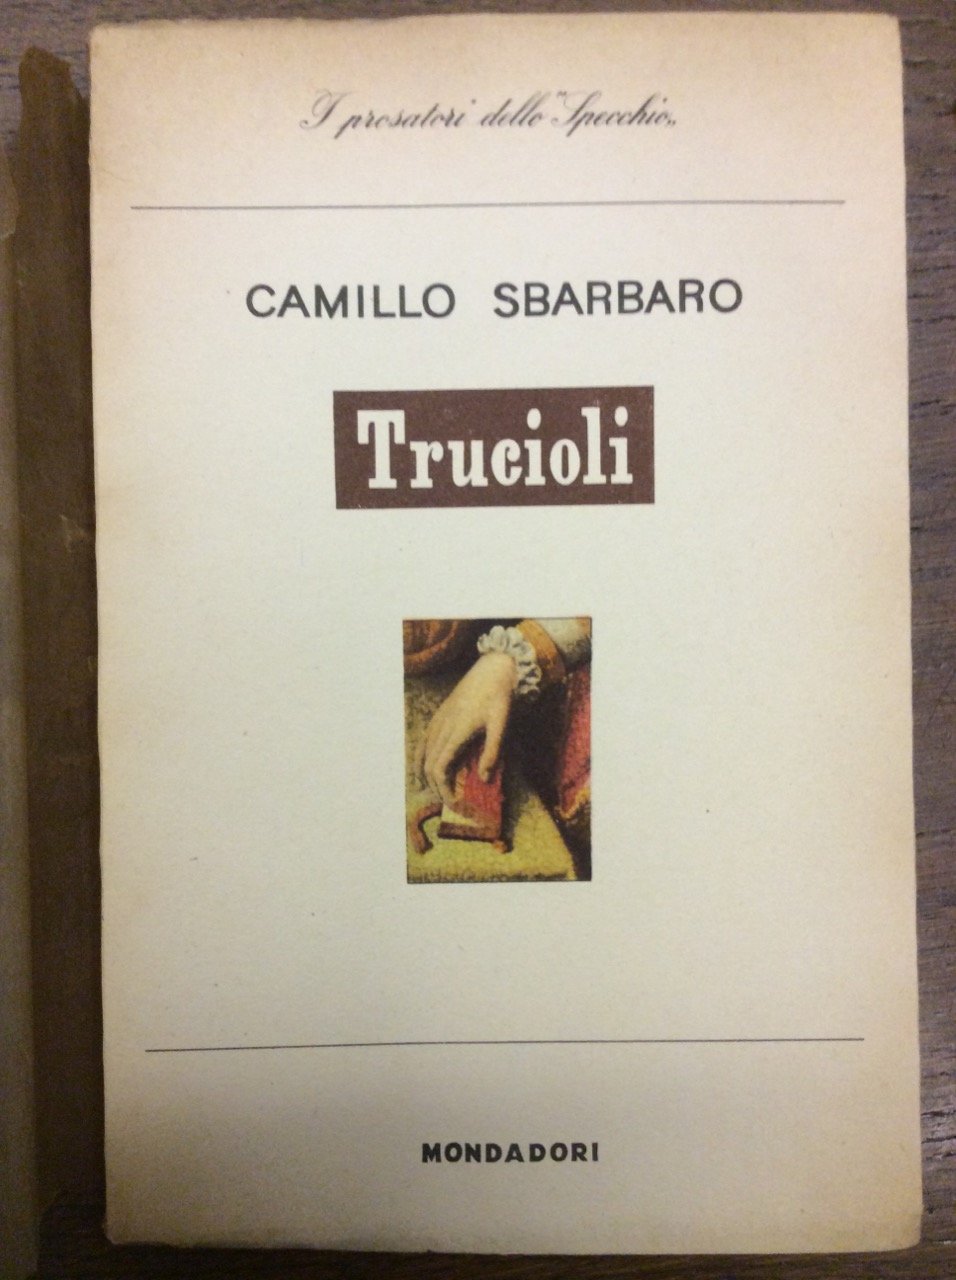 I prosatori dello "Specchio„
CAMILLO SBARBARO
Trucioli
MONDADORI